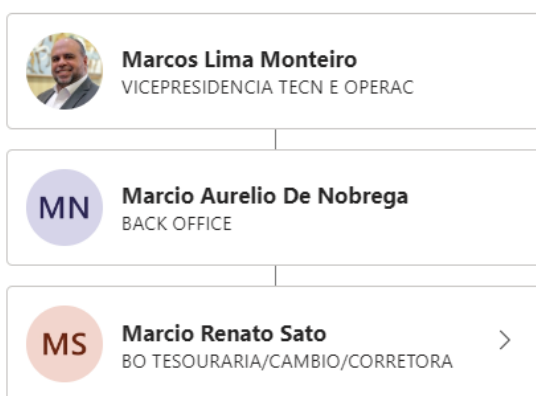 Marcos Lima Monteiro
VICEPRESIDENCIA TECN E OPERAC
MN
Marcio Aurelio De Nobrega
BACK OFFICE
MS
Marcio Renato Sato
BO TESOURARIA/CAMBIO/CORRETORA